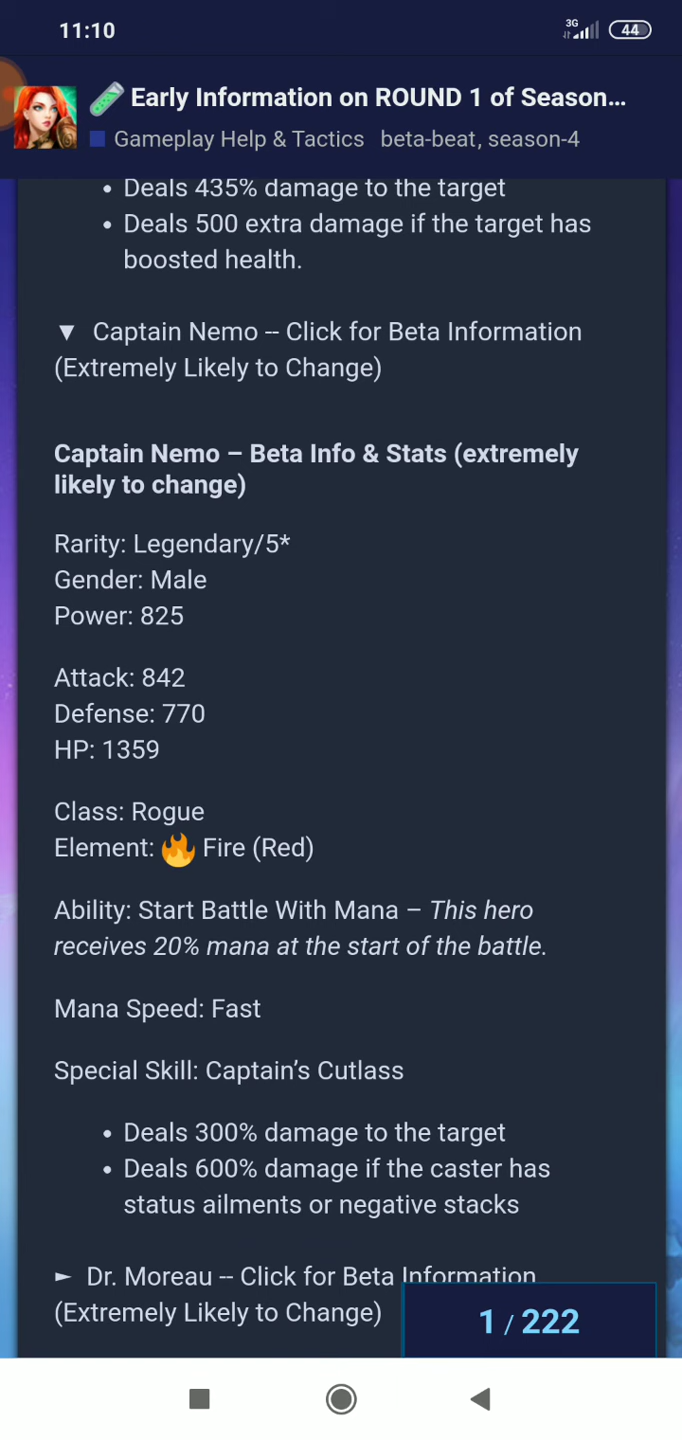 11:10
3G
44
Early Information on ROUND 1 of Season...
Gameplay Help & Tactics beta-beat, season-4
• Deals 435% damage to the target
• Deals 500 extra damage if the target has
boosted health.
▼ Captain Nemo -- Click for Beta Information
(Extremely Likely to Change)
Captain Nemo – Beta Info & Stats (extremely
likely to change)
Rarity: Legendary/5*
Gender: Male
Power: 825
Attack: 842
Defense: 770
HP: 1359
Class: Rogue
Element: 🔥 Fire (Red)
Ability: Start Battle With Mana – This hero
receives 20% mana at the start of the battle.
Mana Speed: Fast
Special Skill: Captain’s Cutlass
• Deals 300% damage to the target
• Deals 600% damage if the caster has
status ailments or negative stacks
► Dr. Moreau -- Click for Beta Information
(Extremely Likely to Change)
1 / 222